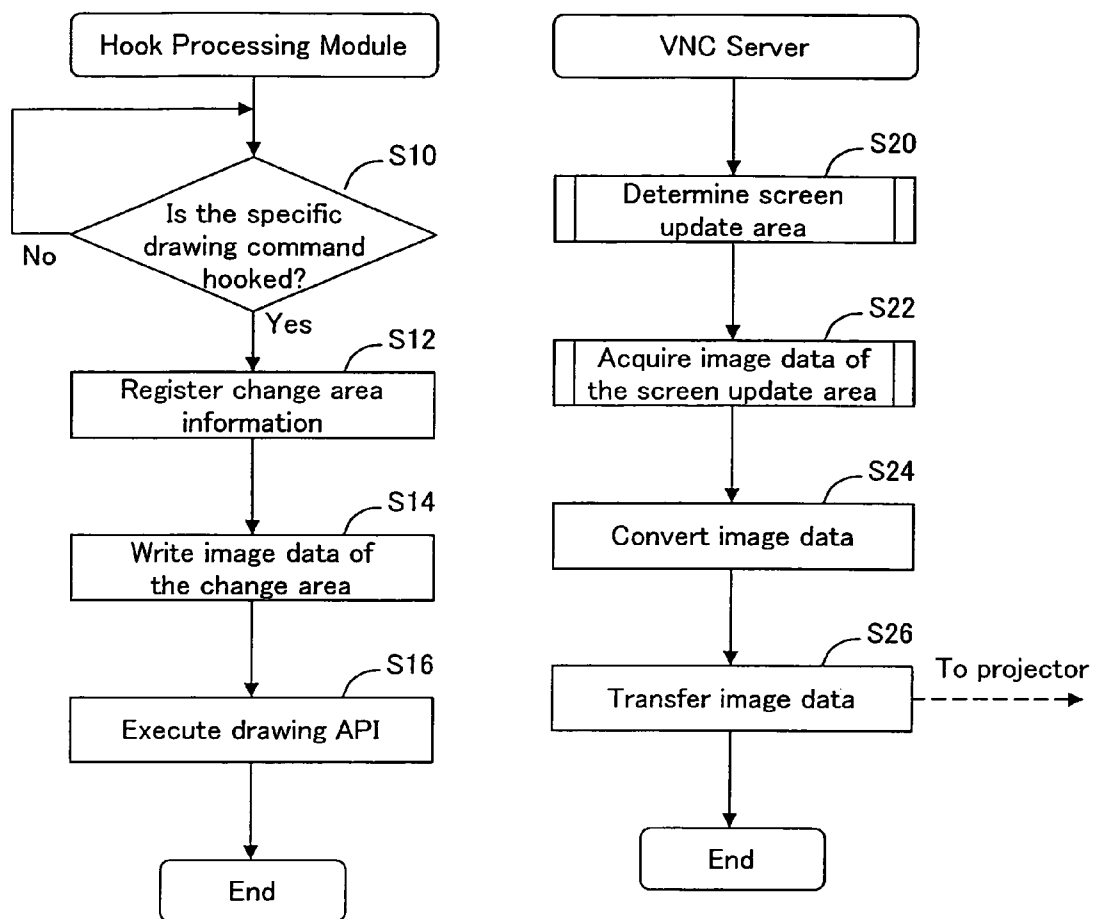 Hook Processing Module
S10
Is the specific
drawing command
hooked?
No
Yes
S12
Register change area
information
S14
Write image data of
the change area
S16
Execute drawing API
End
VNC Server
S20
Determine screen
update area
S22
Acquire image data of
the screen update area
S24
Convert image data
S26
Transfer image data
To projector
End